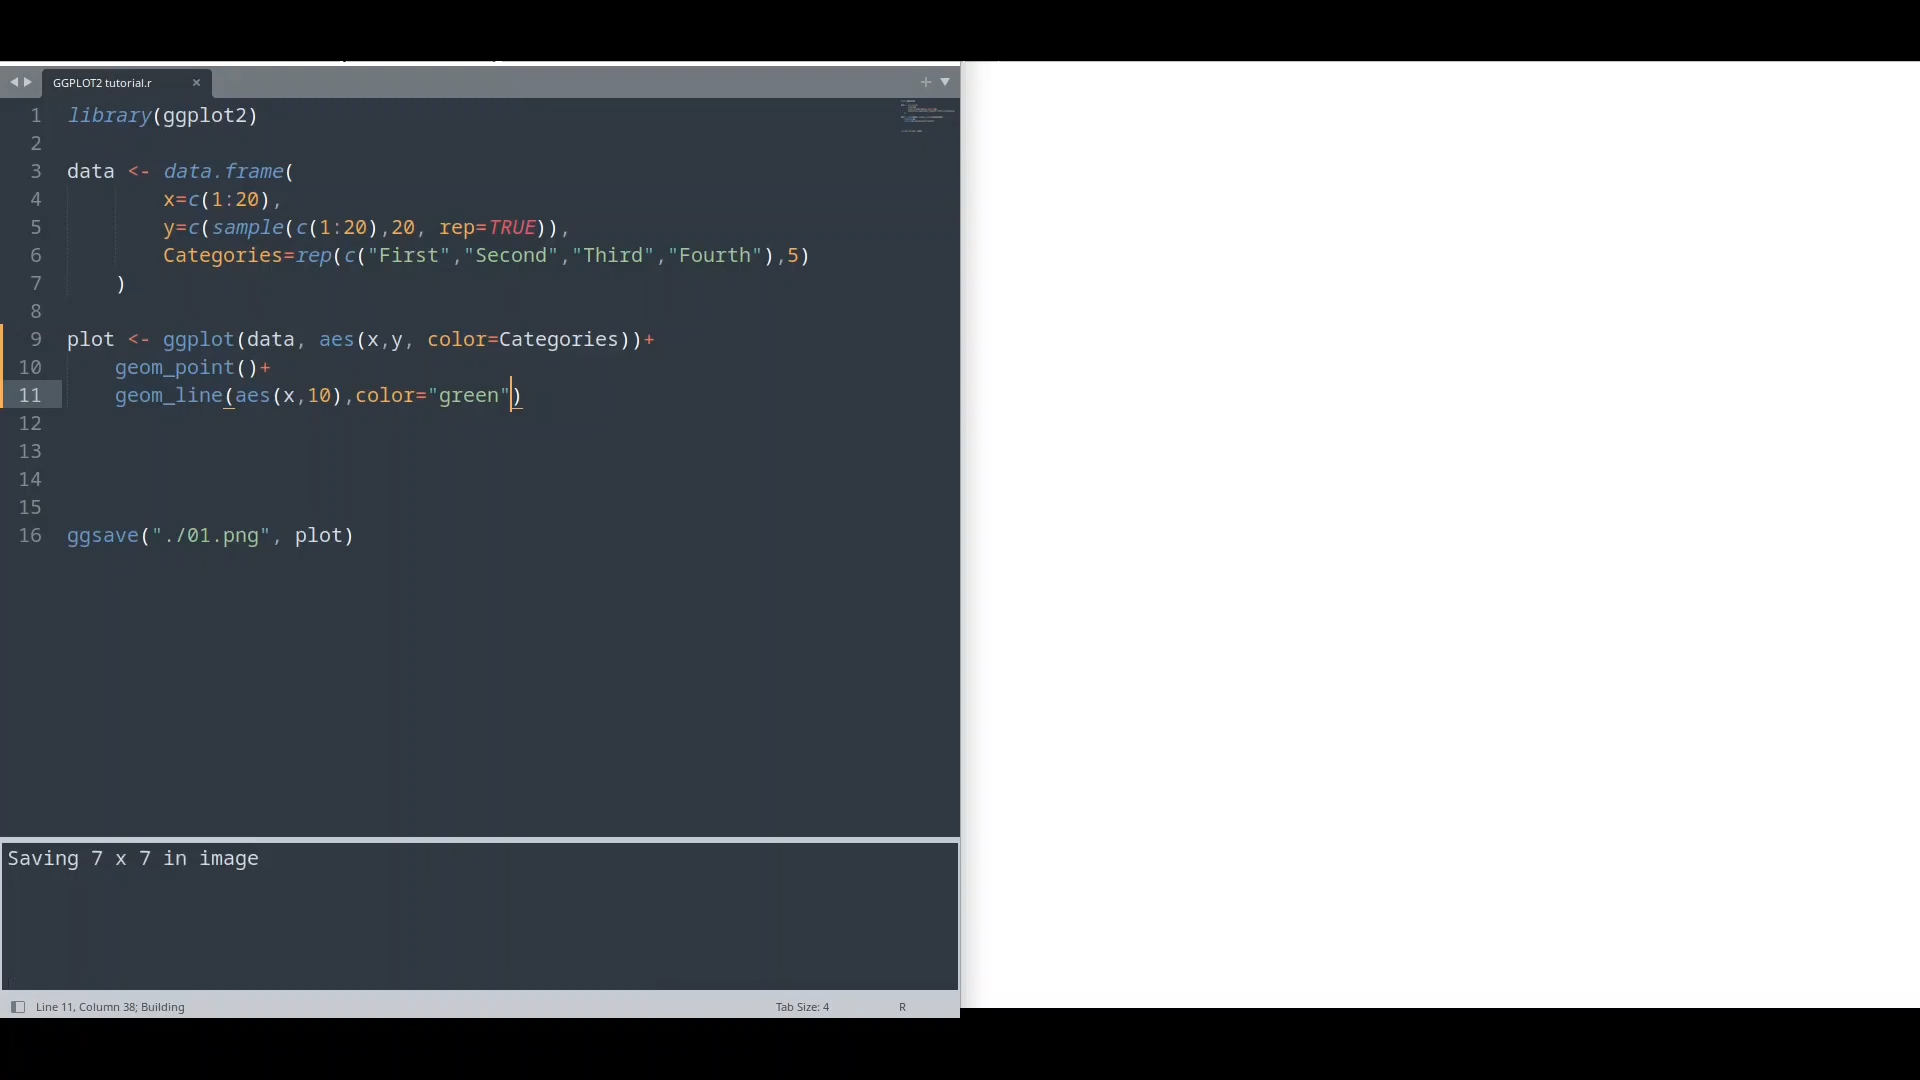 GGPLOT2 tutorial.r
1 library(ggplot2)
2
3 data <- data.frame(
4 x=c(1:20),
5 y=c(sample(c(1:20),20, rep=TRUE)),
6 Categories=rep(c("First","Second","Third","Fourth"),5)
7 )
8
9 plot <- ggplot(data, aes(x,y, color=Categories))+
10 geom_point()+
11 geom_line(aes(x,10),color="green")
12
13
14
15
16 ggsave("./01.png", plot)
Saving 7 x 7 in image
Line 11, Column 38; Building
Tab Size: 4
R